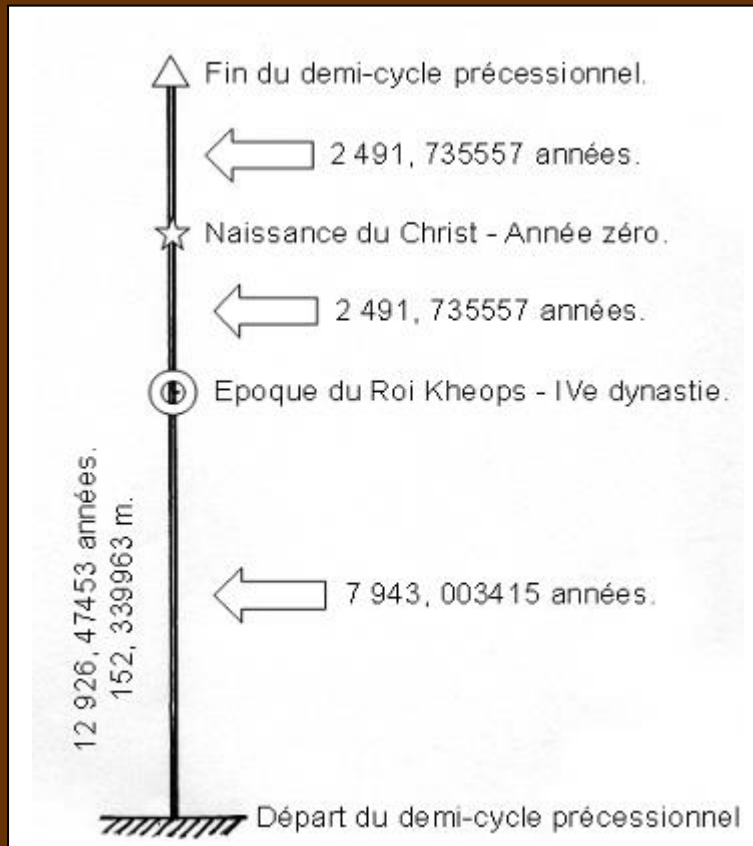 Fin du demi-cycle précessionnel.
2 491, 735557 années.
Naissance du Christ - Année zéro.
2 491, 735557 années.
Epoque du Roi Kheops - IVe dynastie.
12 926, 47453 années.
152, 339963 m.
7 943, 003415 années.
Départ du demi-cycle précessionnel